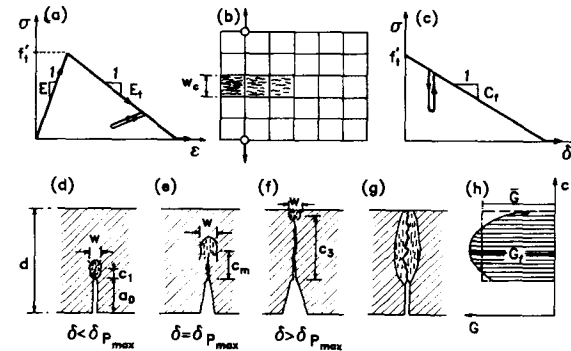 σ (a)
f't
1
E
1
Et
ε
(b)
wc
(c) σ
f't
1
Cf
δ
(d) (e) (f) (g) (h)
d
w
c1
a0
w
cm
w
c3
c
G̅
Gf
G
δ<δPmax δ=δPmax δ>δPmax